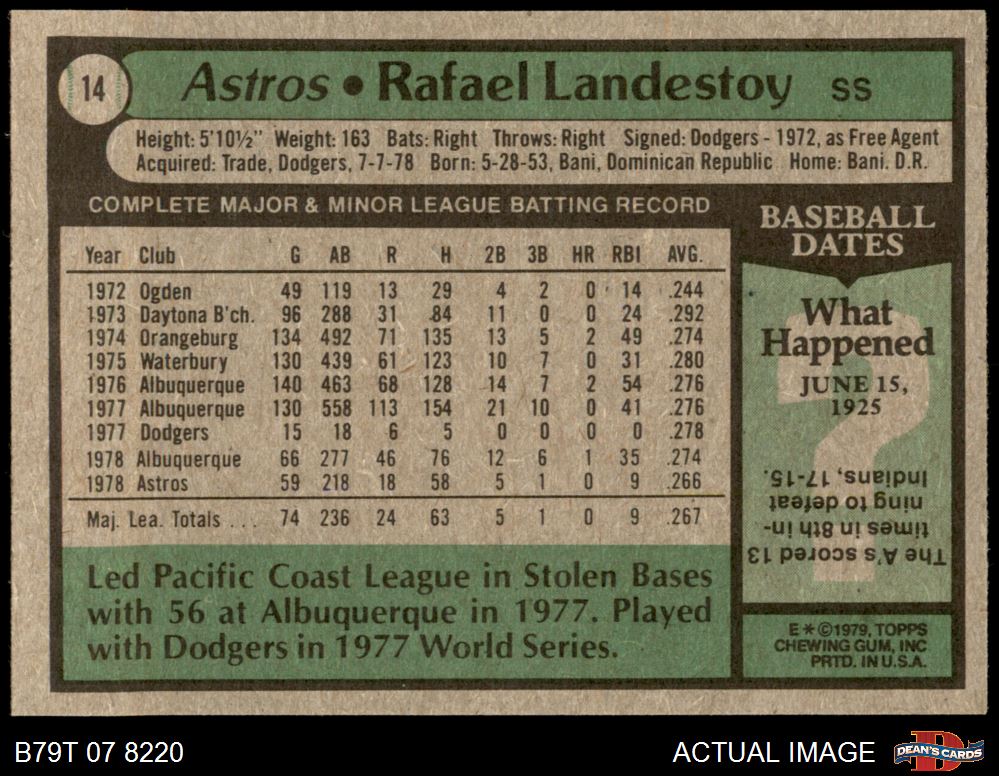 14
Astros • Rafael Landestoy SS
Height: 5'10½" Weight: 163 Bats: Right Throws: Right Signed: Dodgers - 1972, as Free Agent
Acquired: Trade, Dodgers, 7-7-78 Born: 5-28-53, Bani, Dominican Republic Home: Bani. D.R.
COMPLETE MAJOR & MINOR LEAGUE BATTING RECORD
Year Club G AB R H 2B 3B HR RBI AVG.
1972 Ogden 49 119 13 29 4 2 0 14 .244
1973 Daytona B'ch. 96 288 31 84 11 0 0 24 .292
1974 Orangeburg 134 492 71 135 13 5 2 49 .274
1975 Waterbury 130 439 61 123 10 7 0 31 .280
1976 Albuquerque 140 463 68 128 14 7 2 54 .276
1977 Albuquerque 130 558 113 154 21 10 0 41 .276
1977 Dodgers 15 18 6 5 0 0 0 0 .278
1978 Albuquerque 66 277 46 76 12 6 1 35 .274
1978 Astros 59 218 18 58 5 1 0 9 .266
Maj. Lea. Totals ... 74 236 24 63 5 1 0 9 .267
Led Pacific Coast League in Stolen Bases
with 56 at Albuquerque in 1977. Played
with Dodgers in 1977 World Series.
BASEBALL
DATES
What
Happened
JUNE 15,
1925
?
The A's scored 13
times in 8th in-
ning to defeat
Indians, 17-15.
E*©1979, TOPPS
CHEWING GUM, INC
PRTD. IN U.S.A.
B79T 07 8220
ACTUAL IMAGE
DEAN'S CARDS